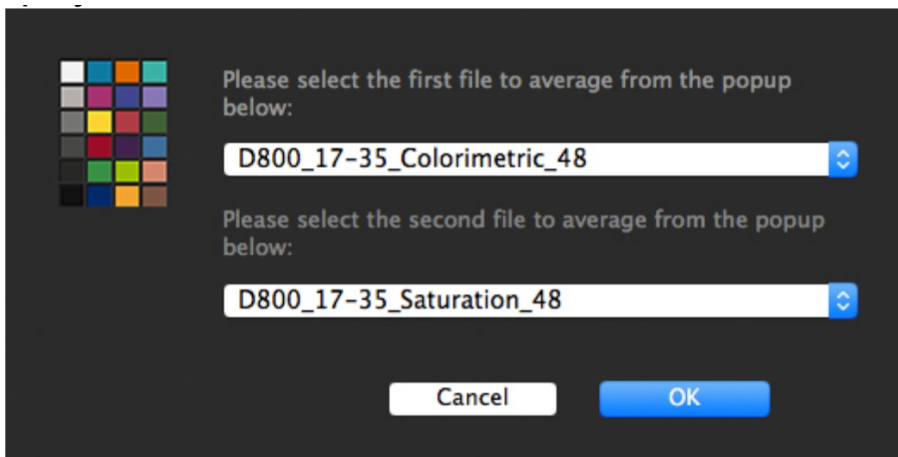 Please select the first file to average from the popup
below:
D800_17-35_Colorimetric_48
Please select the second file to average from the popup
below:
D800_17-35_Saturation_48
Cancel
OK